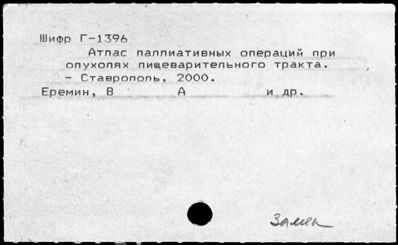 Шифр Г-1396
Атлас паллиативных операций при
опухолях пищеварительного тракта.
- Ставрополь, 2000.
Еремин, В А и др.